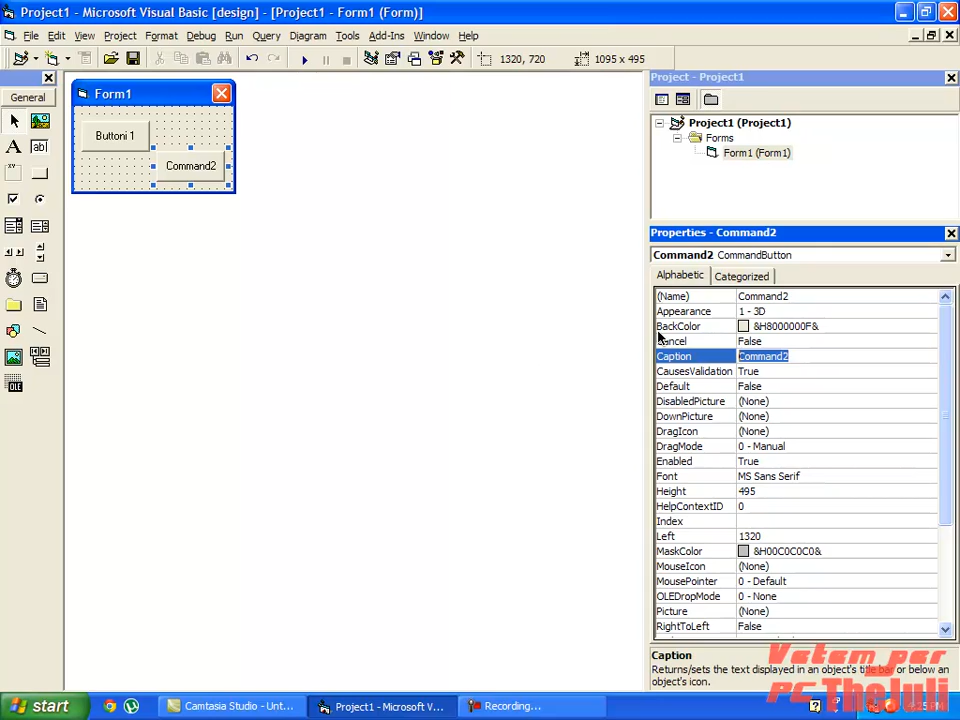 Project1 - Microsoft Visual Basic [design] - [Project1 - Form1 (Form)]
File Edit View Project Format Debug Run Query Diagram Tools Add-Ins Window Help
1320, 720 1095 x 495
General
Form1
Buttoni 1
Command2
Project - Project1
Project1 (Project1)
Forms
Form1 (Form1)
Properties - Command2
Command2 CommandButton
Alphabetic Categorized
(Name) Command2
Appearance 1 - 3D
BackColor &H8000000F&
Cancel False
Caption Command2
CausesValidation True
Default False
DisabledPicture (None)
DownPicture (None)
DragIcon (None)
DragMode 0 - Manual
Enabled True
Font MS Sans Serif
Height 495
HelpContextID 0
Index
Left 1320
MaskColor &H00C0C0C0&
MouseIcon (None)
MousePointer 0 - Default
OLEDropMode 0 - None
Picture (None)
RightToLeft False
Caption
Returns/sets the text displayed in an object's title bar or below an
object's icon.
Vetem per
PCTheJuli
start
Camtasia Studio - Unt...
Project1 - Microsoft V...
Recording...